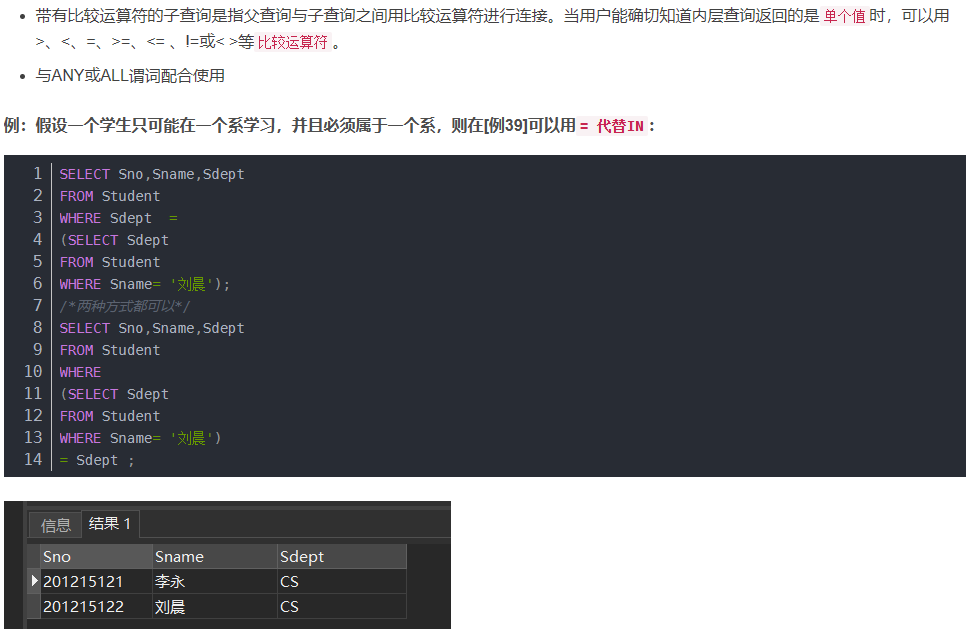 带有比较运算符的子查询是指父查询与子查询之间用比较运算符进行连接。当用户能确切知道内层查询返回的是 单个值 时，可以用
>、<、=、>=、<= 、!=或< >等 比较运算符 。
与ANY或ALL谓词配合使用
例：假设一个学生只可能在一个系学习，并且必须属于一个系，则在[例39]可以用 = 代替IN ：
1 SELECT Sno,Sname,Sdept
2 FROM Student
3 WHERE Sdept  =
4 (SELECT Sdept
5 FROM Student
6 WHERE Sname= '刘晨');
7 /*两种方式都可以*/
8 SELECT Sno,Sname,Sdept
9 FROM Student
10 WHERE
11 (SELECT Sdept
12 FROM Student
13 WHERE Sname= '刘晨')
14 = Sdept ;
信息 结果 1
Sno Sname Sdept
201215121 李永 CS
201215122 刘晨 CS